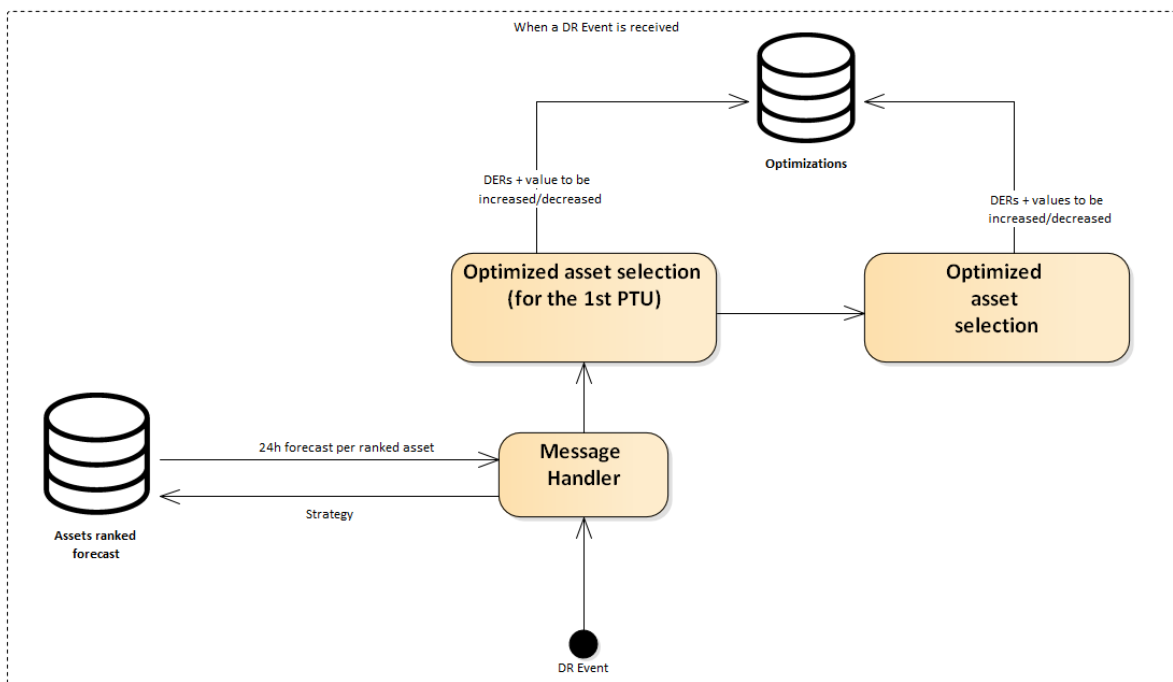 When a DR Event is received
Optimizations
DERs + value to be
increased/decreased
DERs + values to be
increased/decreased
Optimized asset selection
(for the 1st PTU)
Optimized
asset
selection
24h forecast per ranked asset
Message
Handler
Strategy
Assets ranked
forecast
DR Event